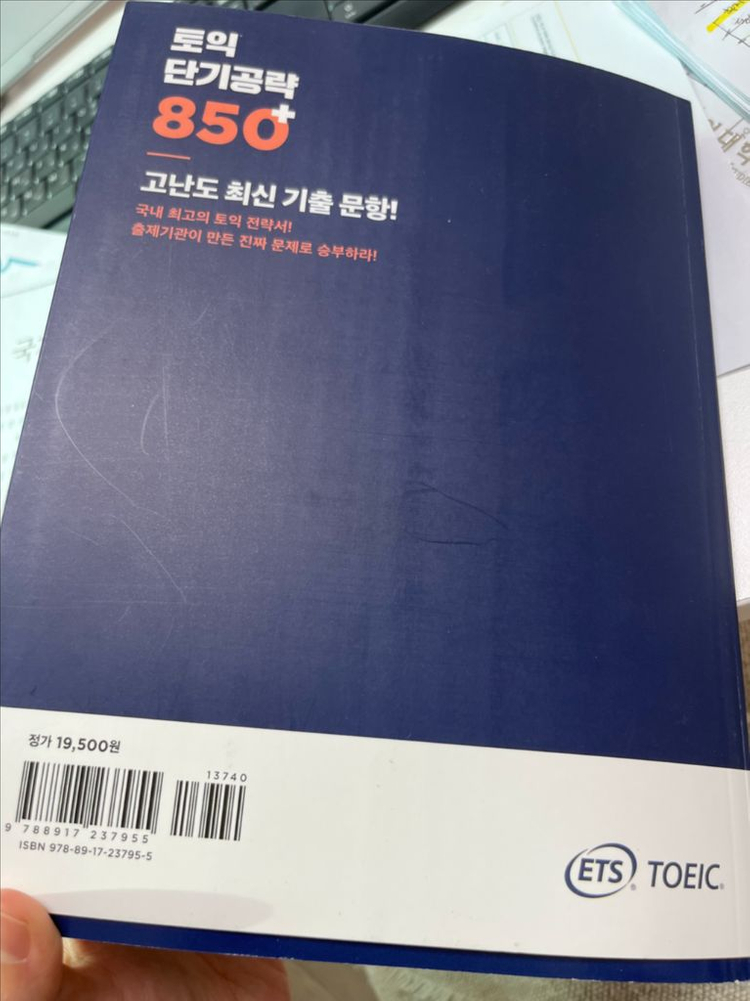 토익
단기공략
850+
고난도 최신 기출 문항!
국내 최고의 토익 전략서!
출제기관이 만든 진짜 문제로 승부하라!
정가 19,500원
13740
9 788917 237955
ISBN 978-89-17-23795-5
ETS® TOEIC®